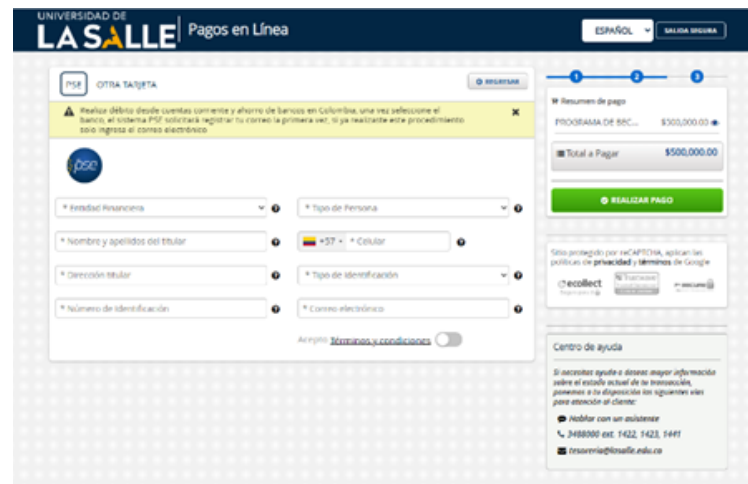 UNIVERSIDAD DE
LA SALLE
Pagos en Línea
ESPAÑOL
SALIDA SEGURA
PSE
OTRA TARJETA
REGRESAR
Realiza débito desde cuentas corriente y ahorro de bancos en Colombia, una vez seleccione el
banco, el sistema PSE solicitará registrar tu correo la primera vez, si ya realizaste este procedimiento
solo ingresa el correo electrónico
pse
* Entidad Financiera
* Tipo de Persona
* Nombre y apellidos del titular
+57
* Celular
* Dirección titular
* Tipo de identificación
* Número de Identificación
* Correo electrónico
Acepto Términos y condiciones
1 2 3
Resumen de pago
PROGRAMA DE BEC...
Total a Pagar
$500,000.00
REALIZAR PAGO
Sitio protegido por reCAPTCHA, aplican las
políticas de privacidad y términos de Google
ecollect
Trustwave
Centro de ayuda
Si necesitas ayuda o deseas mayor información
sobre el estado actual de tu transacción,
ponemos a tu disposición las siguientes vías
para atención al cliente:
Hablar con un asistente
3488000 ext. 1422, 1423, 1441
tesoreria@lasalle.edu.co